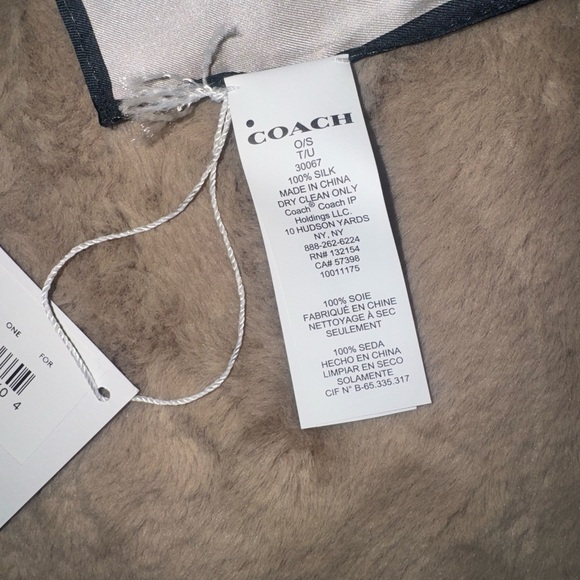 COACH
O/S
T/U
30067
100% SILK
MADE IN CHINA
DRY CLEAN ONLY
Coach® Coach IP
Holdings LLC.
10 HUDSON YARDS
NY, NY
888-262-6224
RN# 132154
CA# 57398
10011175
100% SOIE
FABRIQUÉ EN CHINE
NETTOYAGE À SEC
SEULEMENT
100% SEDA
HECHO EN CHINA
LIMPIAR EN SECO
SOLAMENTE
CIF N° B-65.335.317
ONE FOR
0 4